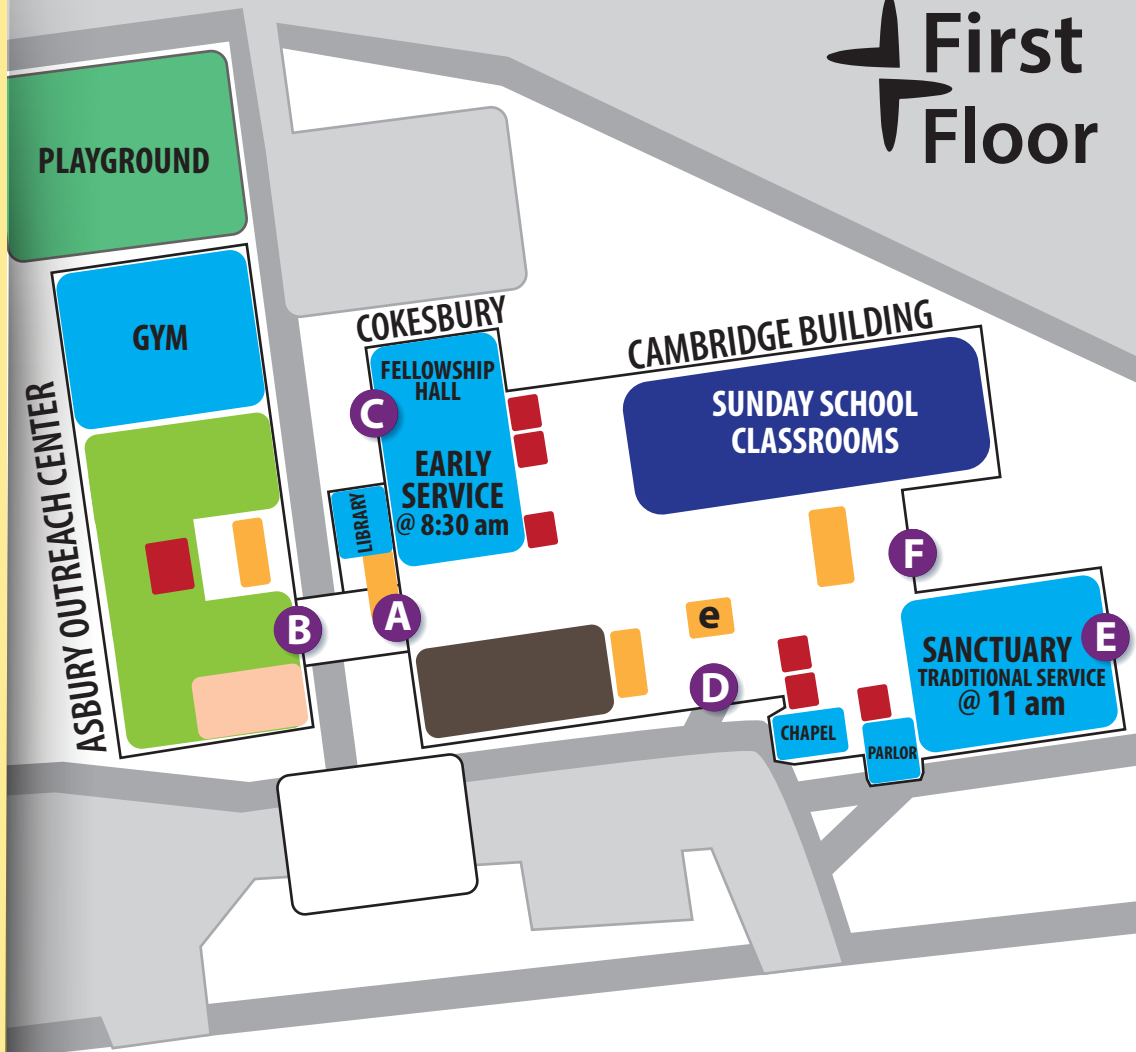 First
Floor
PLAYGROUND
GYM
ASBURY OUTREACH CENTER
COKESBURY
FELLOWSHIP
HALL
EARLY
SERVICE
@ 8:30 am
C
LIBRARY
A
B
CAMBRIDGE BUILDING
SUNDAY SCHOOL
CLASSROOMS
F
e
D
SANCTUARY
TRADITIONAL SERVICE
@ 11 am
E
CHAPEL
PARLOR